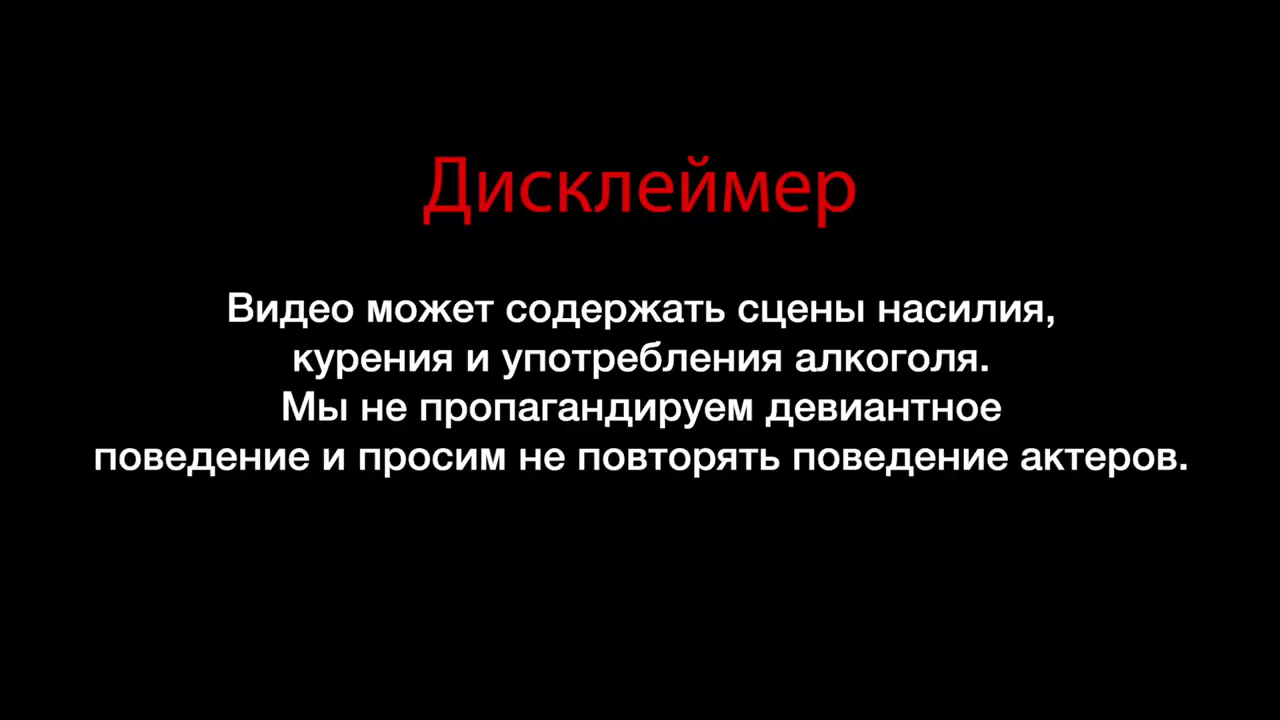 Дисклеймер
Видео может содержать сцены насилия,
курения и употребления алкоголя.
Мы не пропагандируем девиантное
поведение и просим не повторять поведение актеров.